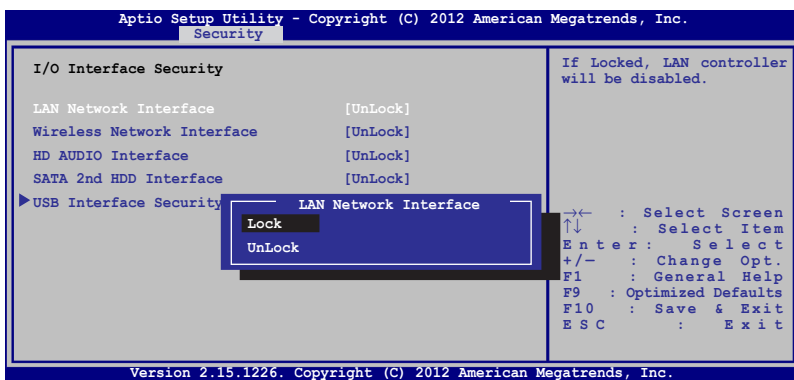 Aptio Setup Utility - Copyright (C) 2012 American Megatrends, Inc.
Security
I/O Interface Security
LAN Network Interface [UnLock]
Wireless Network Interface [UnLock]
HD AUDIO Interface [UnLock]
SATA 2nd HDD Interface [UnLock]
USB Interface Security
LAN Network Interface
Lock
UnLock
If Locked, LAN controller
will be disabled.
→← : Select Screen
↑↓ : Select Item
Enter: Select
+/— : Change Opt.
F1 : General Help
F9 : Optimized Defaults
F10 : Save & Exit
ESC : Exit
Version 2.15.1226. Copyright (C) 2012 American Megatrends, Inc.